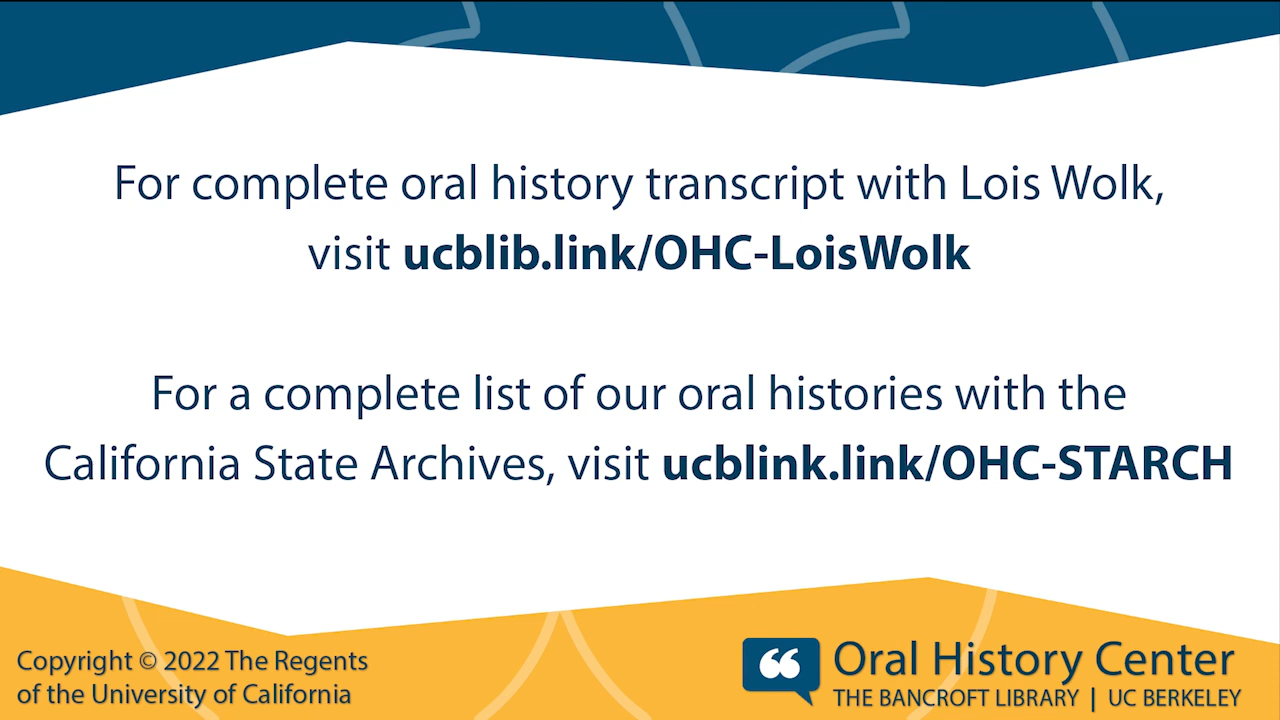 For complete oral history transcript with Lois Wolk,
visit ucblib.link/OHC-LoisWolk
For a complete list of our oral histories with the
California State Archives, visit ucblink.link/OHC-STARCH
Copyright © 2022 The Regents
of the University of California
Oral History Center
THE BANCROFT LIBRARY | UC BERKELEY